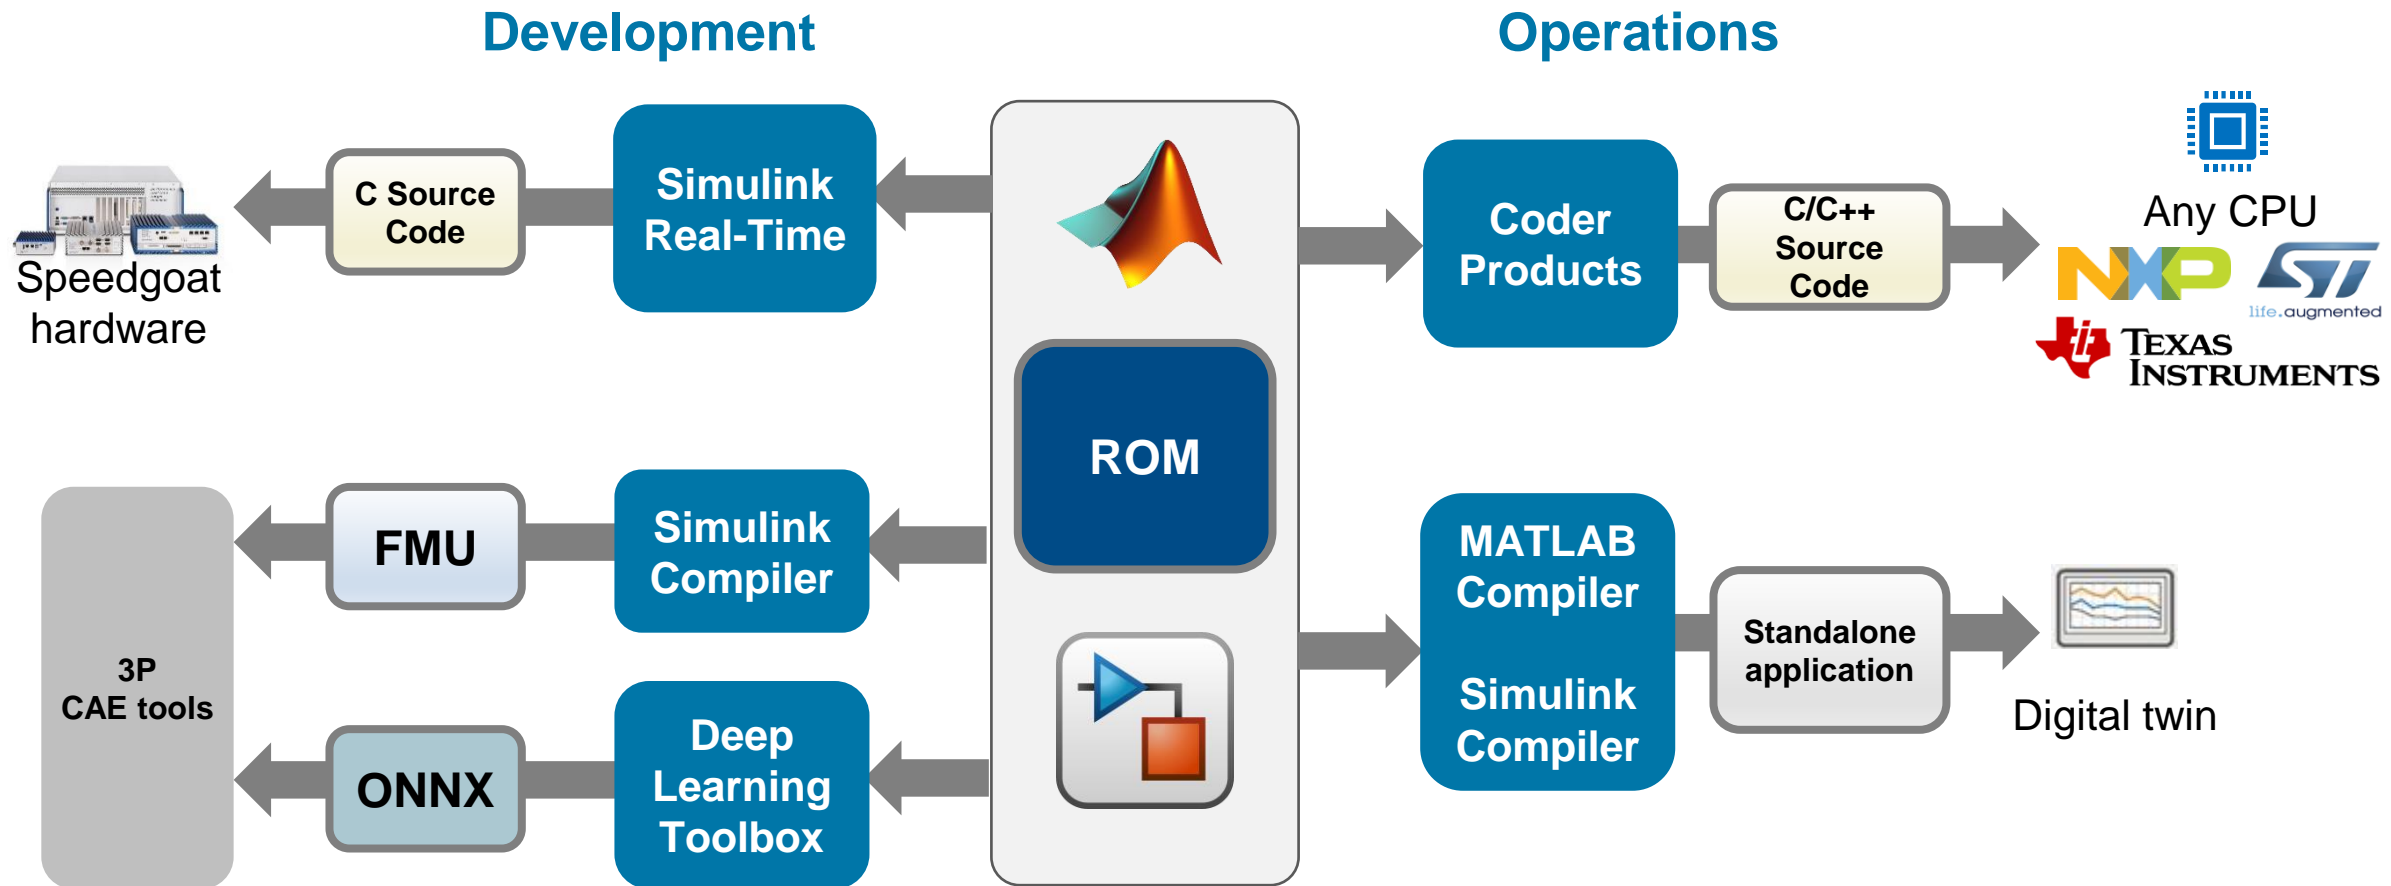 Development
Operations
Simulink
Real-Time
C Source
Code
Speedgoat
hardware
Simulink
Compiler
FMU
Deep
Learning
Toolbox
ONNX
3P
CAE tools
ROM
Coder
Products
C/C++
Source
Code
Any CPU
NXP
ST
life.augmented
TEXAS
INSTRUMENTS
MATLAB
Compiler
Simulink
Compiler
Standalone
application
Digital twin